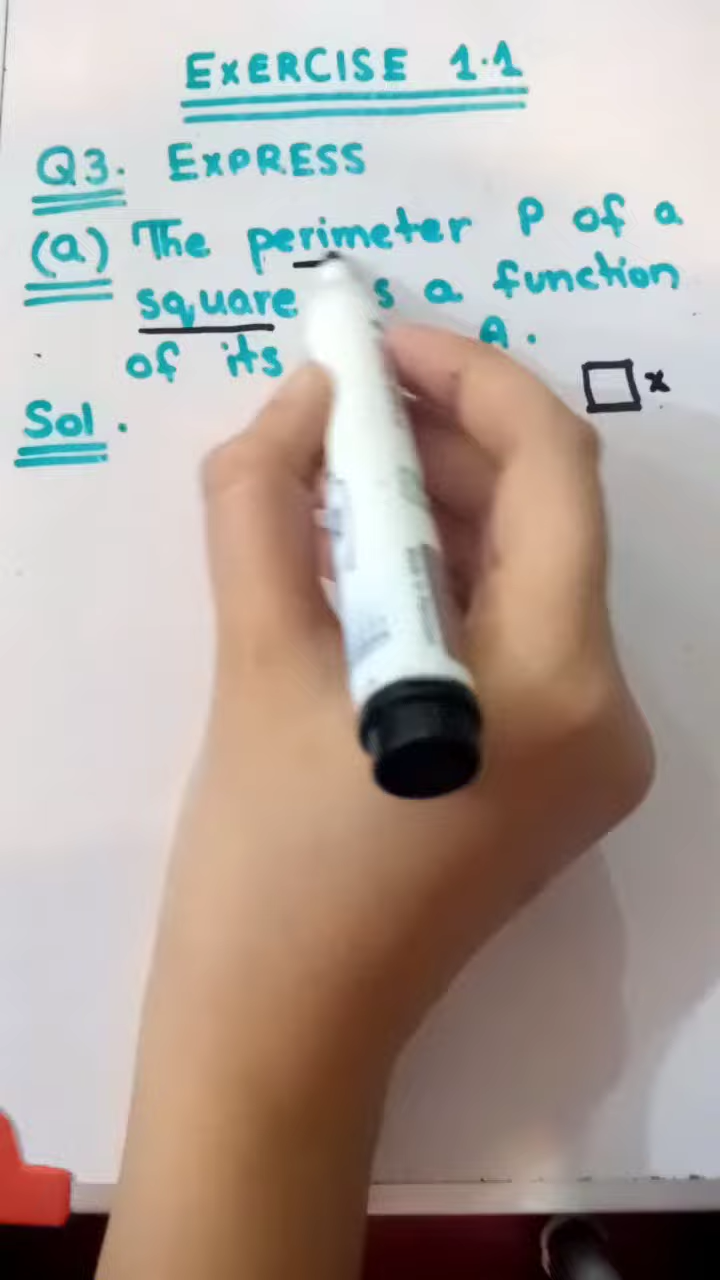 EXERCISE 1.1
Q3. EXPRESS
(a) The perimeter P of a
square s a function
of its A.
x
Sol.